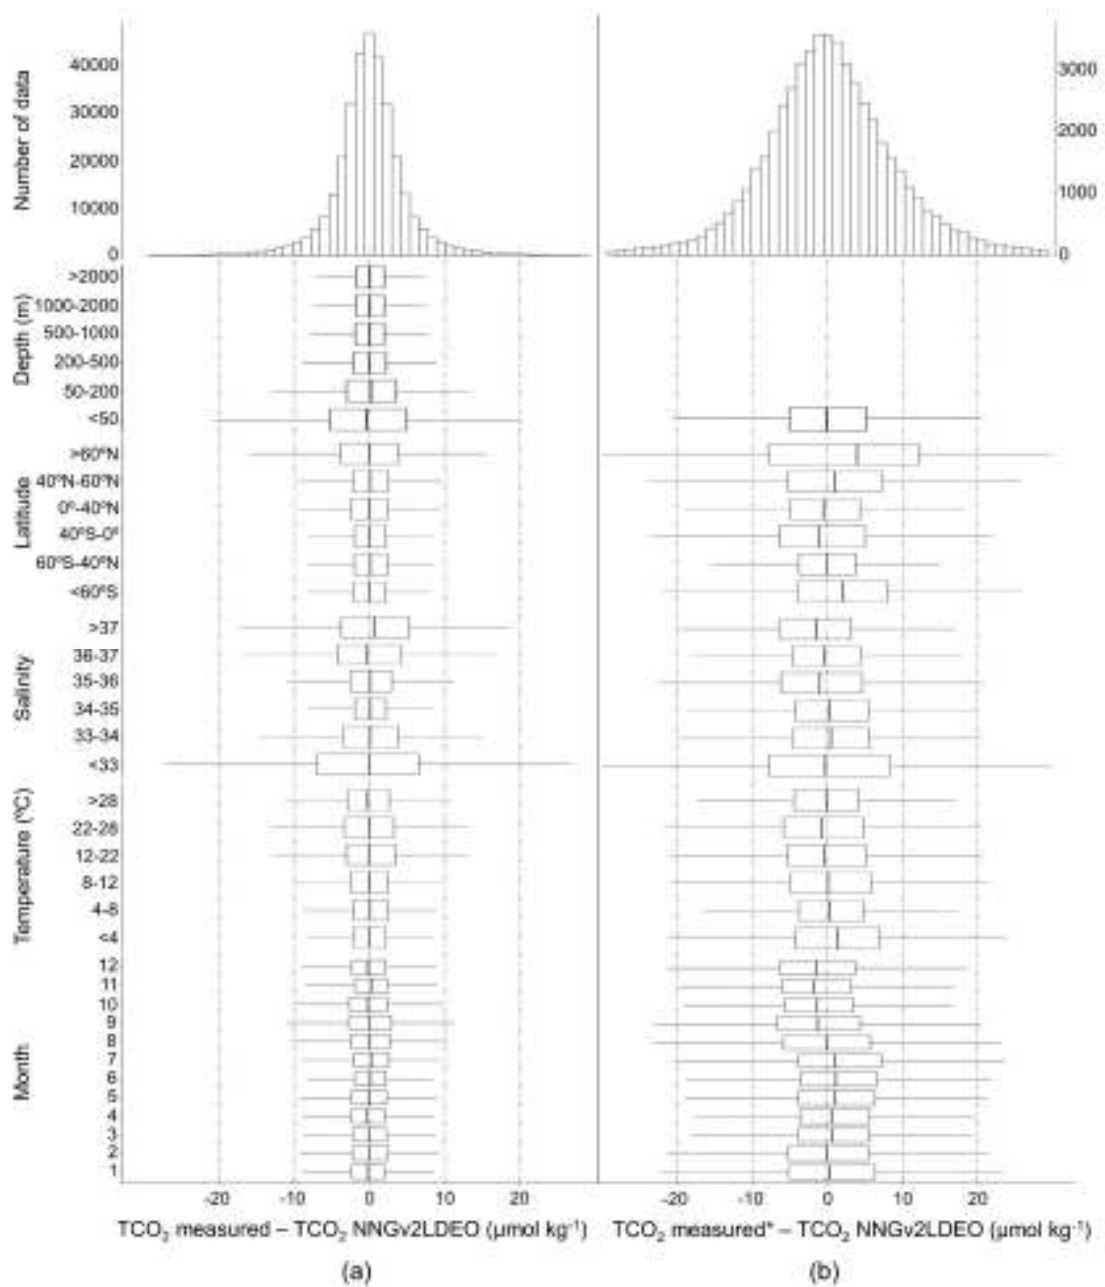 Number of data
40000
30000
20000
10000
0
3000
2000
1000
0
Depth (m)
>2000
1000-2000
500-1000
200-500
50-200
<50
Latitude
>60ºN
40ºN-60ºN
0º-40ºN
40ºS-0º
60ºS-40ºN
<60ºS
Salinity
>37
36-37
35-36
34-35
33-34
<33
Temperature (ºC)
>28
22-28
12-22
8-12
4-8
<4
Month
12
11
10
9
8
7
6
5
4
3
2
1
-20 -10 0 10 20
-20 -10 0 10 20
TCO₂ measured – TCO₂ NNGv2LDEO (µmol kg⁻¹)
TCO₂ measured* – TCO₂ NNGv2LDEO (µmol kg⁻¹)
(a)
(b)